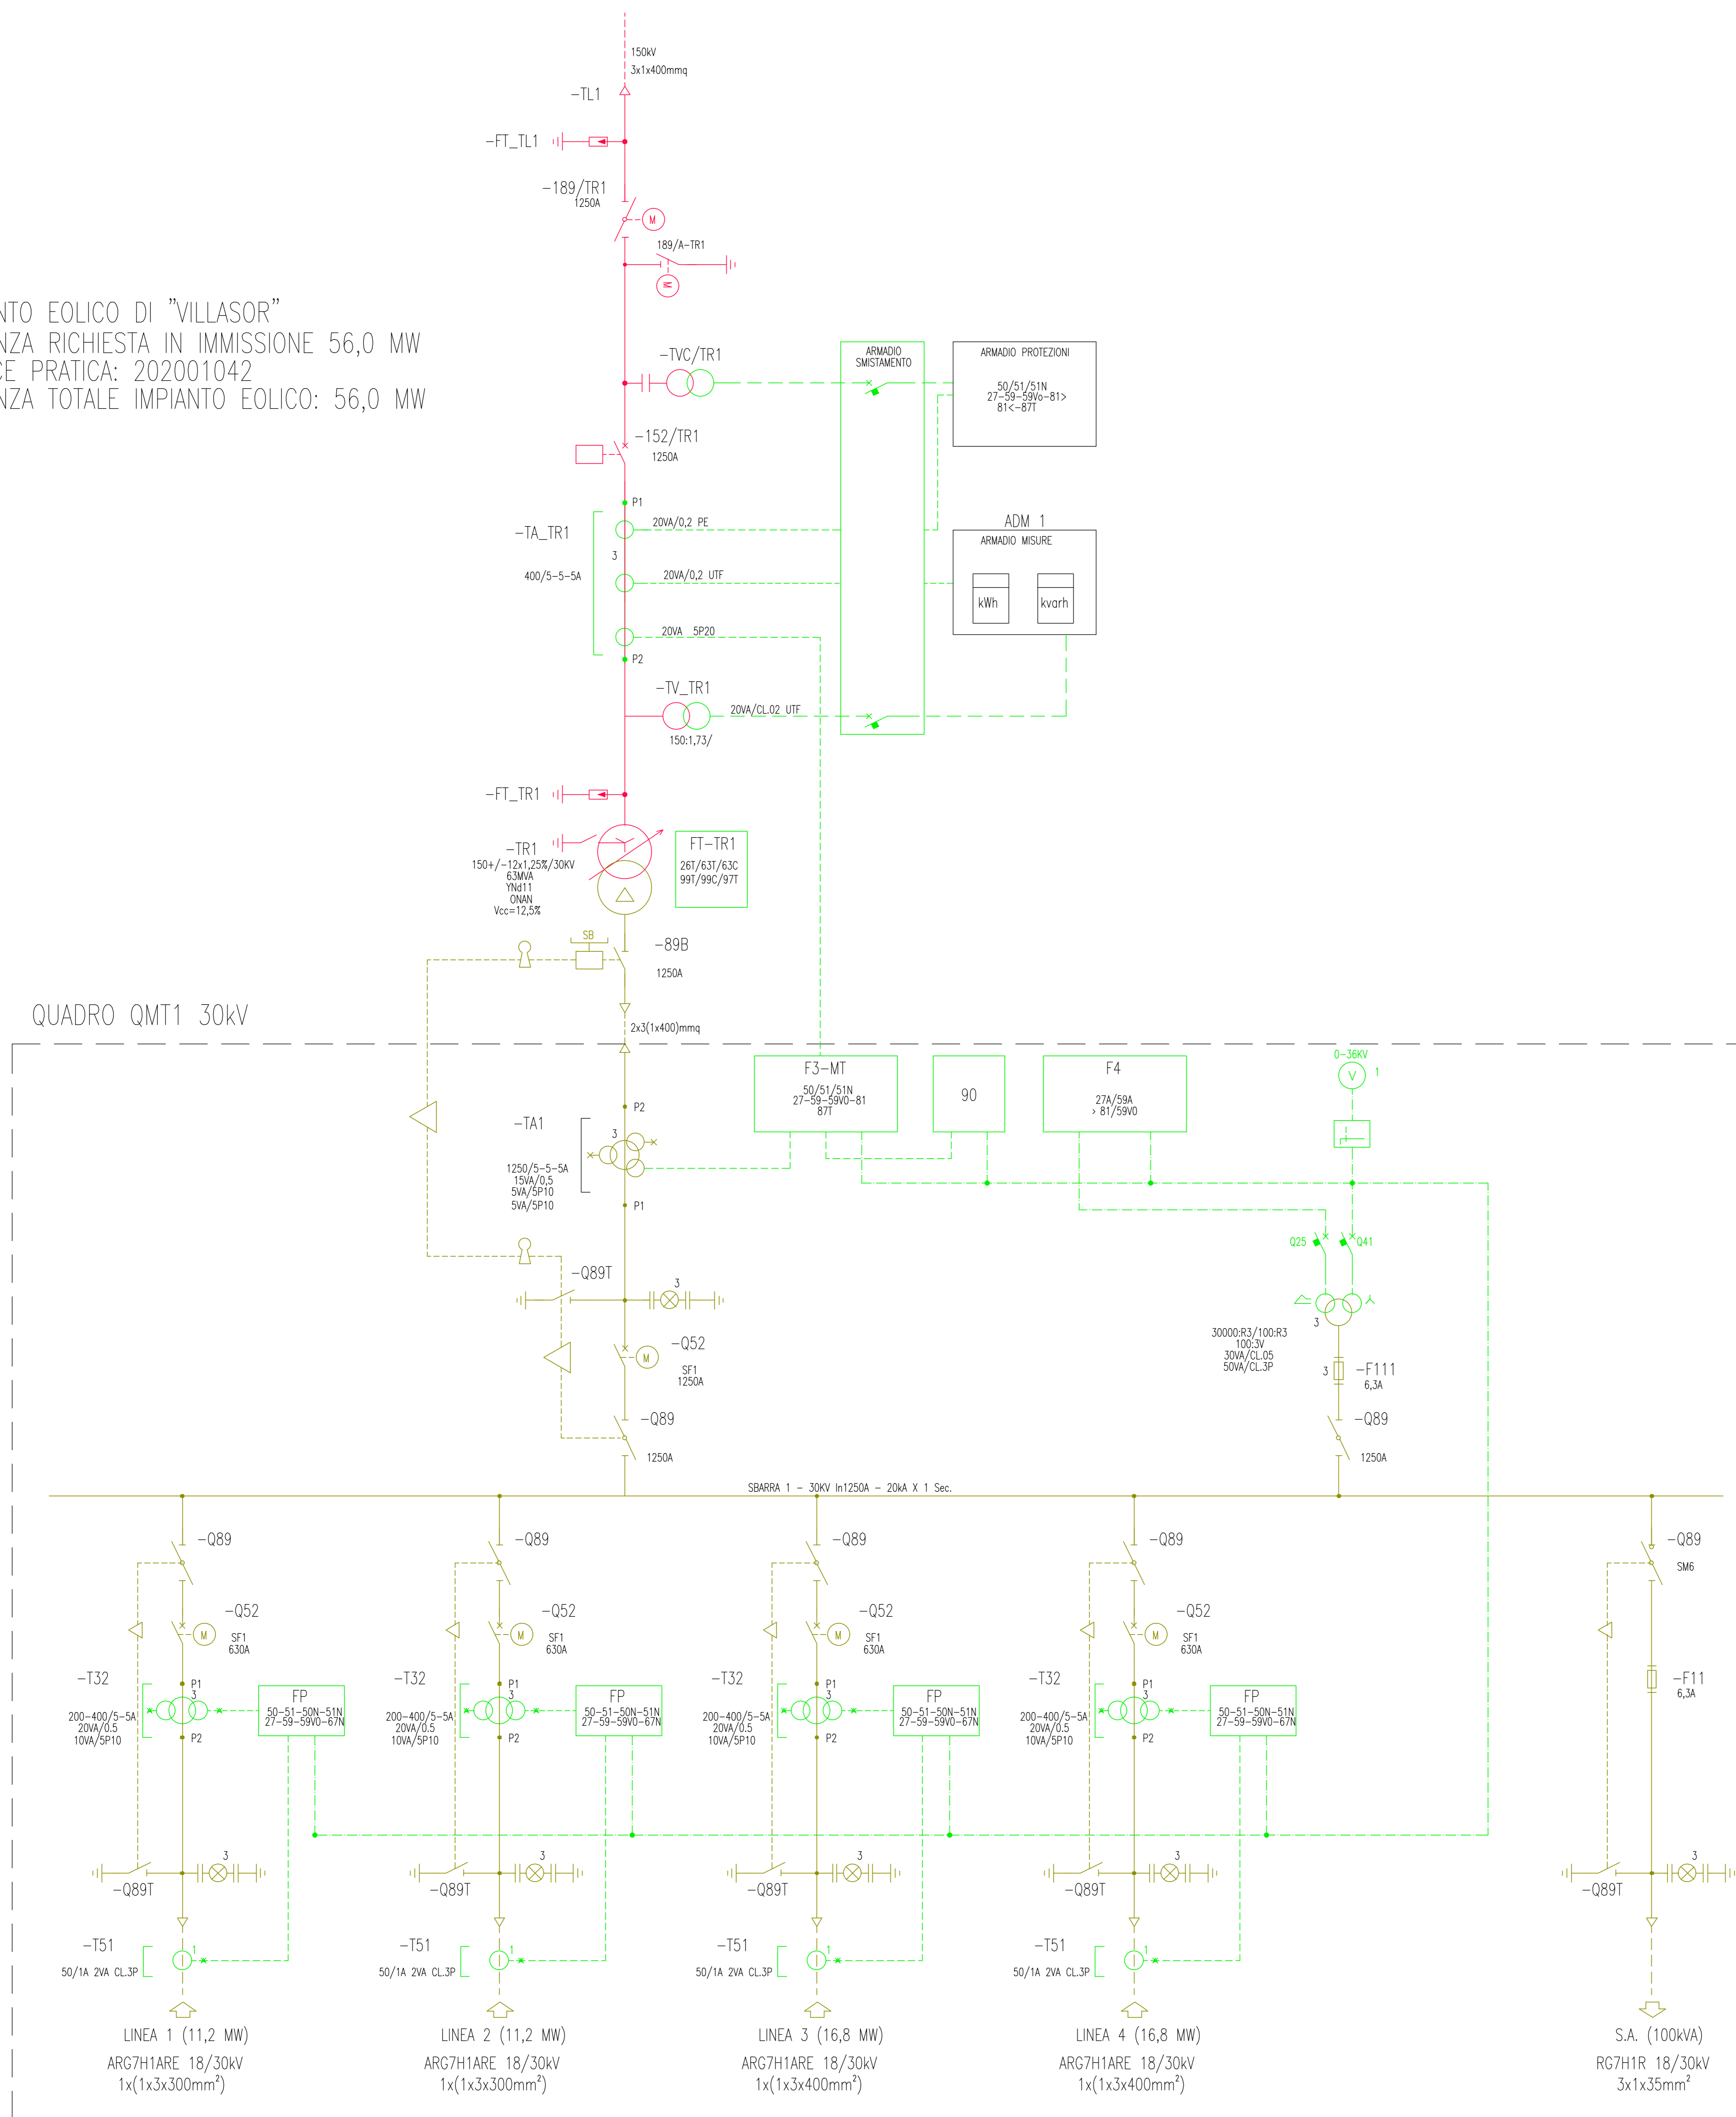 150kV
3x1x400mmq
-TL1
-FT_TL1
-189/TR1
1250A
M
189/A-TR1
M
NTO EOLICO DI "VILLASOR"
NZA RICHIESTA IN IMMISSIONE 56,0 MW
CE PRATICA: 202001042
NZA TOTALE IMPIANTO EOLICO: 56,0 MW
-TVC/TR1
ARMADIO
SMISTAMENTO
ARMADIO PROTEZIONI
50/51/51N
27-59-59Vo-81>
81<-87T
-152/TR1
1250A
P1
-TA_TR1
3
400/5-5-5A
20VA/0,2 PE
20VA/0,2 UTF
20VA 5P20
P2
ADM 1
ARMADIO MISURE
kWh
kvarh
-TV_TR1
20VA/CL.02 UTF
150:1,73/
-FT_TR1
-TR1
150+/-12x1,25%/30KV
63MVA
YNd11
ONAN
Vcc=12,5%
FT-TR1
26T/63T/63C
99T/99C/97T
SB
-89B
1250A
QUADRO QMT1 30kV
2x3(1x400)mmq
F3-MT
50/51/51N
27-59-59V0-81
87T
90
F4
27A/59A
> 81/59V0
0-36KV
V
1
P2
-TA1
3
1250/5-5-5A
15VA/0,5
5VA/5P10
5VA/5P10
P1
Q25
Q41
-Q89T
3
-Q52
M
SF1
1250A
3
30000:R3/100:R3
100:3V
30VA/CL.05
50VA/CL.3P
3
-F111
6,3A
-Q89
1250A
-Q89
1250A
SBARRA 1 - 30KV In1250A - 20kA X 1 Sec.
-Q89
-Q89
-Q89
-Q89
-Q89
SM6
-Q52
M
SF1
630A
-Q52
M
SF1
630A
-Q52
M
SF1
630A
-Q52
M
SF1
630A
-T32
P1
3
200-400/5-5A
20VA/0.5
10VA/5P10
P2
FP
50-51-50N-51N
27-59-59V0-67N
-T32
P1
3
200-400/5-5A
20VA/0.5
10VA/5P10
P2
FP
50-51-50N-51N
27-59-59V0-67N
-T32
P1
3
200-400/5-5A
20VA/0.5
10VA/5P10
P2
FP
50-51-50N-51N
27-59-59V0-67N
-T32
P1
3
200-400/5-5A
20VA/0.5
10VA/5P10
P2
FP
50-51-50N-51N
27-59-59V0-67N
-F11
6,3A
3
-Q89T
3
-Q89T
3
-Q89T
3
-Q89T
3
-Q89T
-T51
1
50/1A 2VA CL.3P
-T51
1
50/1A 2VA CL.3P
-T51
1
50/1A 2VA CL.3P
-T51
1
50/1A 2VA CL.3P
LINEA 1 (11,2 MW)
ARG7H1ARE 18/30kV
1x(1x3x300mm²)
LINEA 2 (11,2 MW)
ARG7H1ARE 18/30kV
1x(1x3x300mm²)
LINEA 3 (16,8 MW)
ARG7H1ARE 18/30kV
1x(1x3x400mm²)
LINEA 4 (16,8 MW)
ARG7H1ARE 18/30kV
1x(1x3x400mm²)
S.A. (100kVA)
RG7H1R 18/30kV
3x1x35mm²